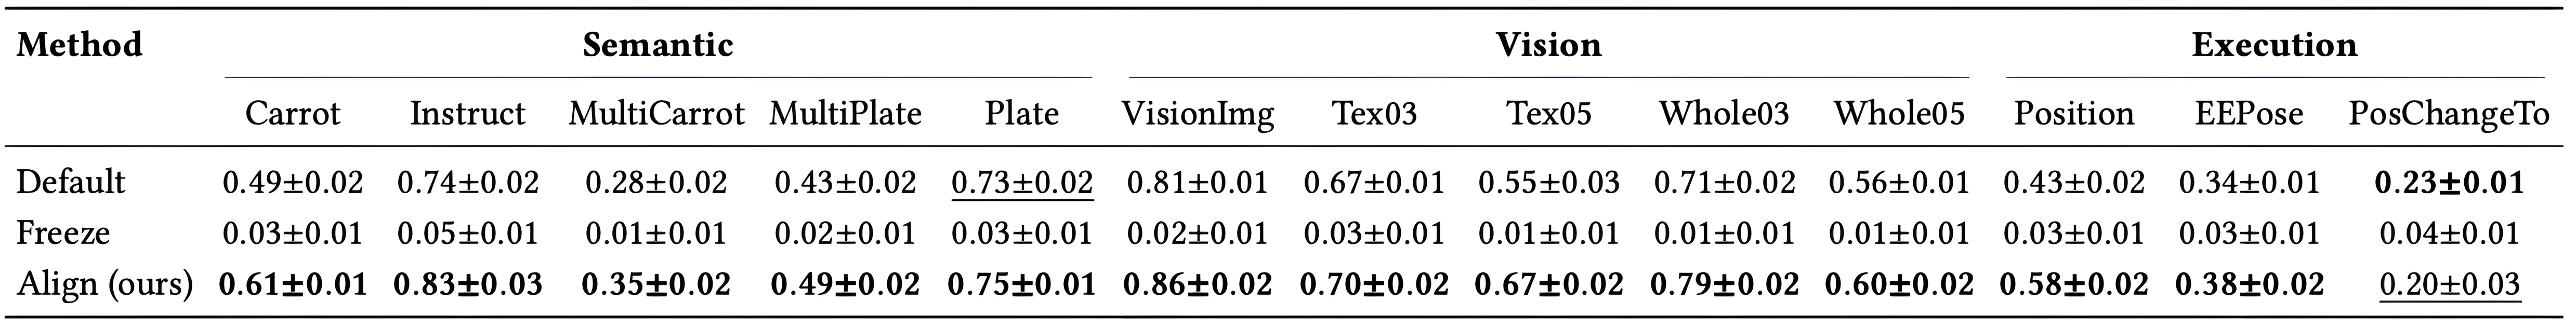 Method Semantic Vision Execution
Carrot Instruct MultiCarrot MultiPlate Plate VisionImg Tex03 Tex05 Whole03 Whole05 Position EEPose PosChangeTo
Default 0.49±0.02 0.74±0.02 0.28±0.02 0.43±0.02 0.73±0.02 0.81±0.01 0.67±0.01 0.55±0.03 0.71±0.02 0.56±0.01 0.43±0.02 0.34±0.01 0.23±0.01
Freeze 0.03±0.01 0.05±0.01 0.01±0.01 0.02±0.01 0.03±0.01 0.02±0.01 0.03±0.01 0.01±0.01 0.01±0.01 0.01±0.01 0.03±0.01 0.03±0.01 0.04±0.01
Align (ours) 0.61±0.01 0.83±0.03 0.35±0.02 0.49±0.02 0.75±0.01 0.86±0.02 0.70±0.02 0.67±0.02 0.79±0.02 0.60±0.02 0.58±0.02 0.38±0.02 0.20±0.03